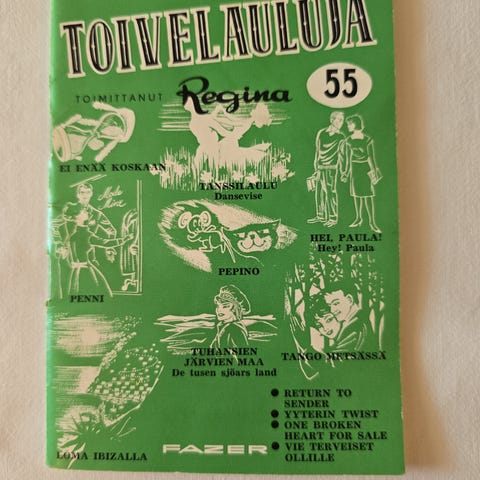 TOIVELAULUJA
TOIMITTANUT Regina 55
EI ENÄÄ KOSKAAN
TANSSILAULU
Dansevise
HEI, PAULA!
Hey! Paula
PEPINO
PENNI
TUHANSIEN
JÄRVIEN MAA
De tusen sjöars land
TANGO METSÄSSÄ
LOMA IBIZALLA
● RETURN TO
SENDER
● YYTERIN TWIST
● ONE BROKEN
HEART FOR SALE
● VIE TERVEISET
OLLILLE
FAZER